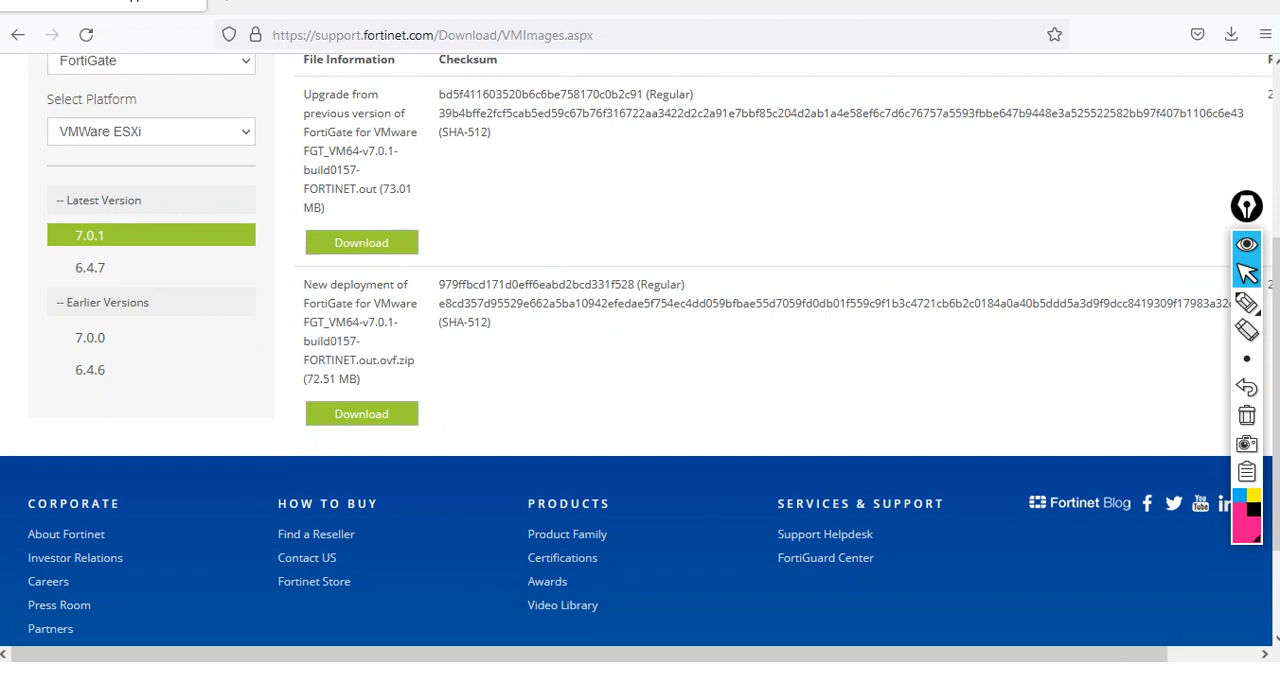 https://support.fortinet.com/Download/VMImages.aspx
FortiGate
Select Platform
VMWare ESXi
-- Latest Version
7.0.1
6.4.7
-- Earlier Versions
7.0.0
6.4.6
File Information
Checksum
Upgrade from
previous version of
FortiGate for VMware
FGT_VM64-v7.0.1-
build0157-
FORTINET.out (73.01
MB)
bd5f411603520b6c6be758170c0b2c91 (Regular)
39b4bffe2fcf5cab5ed59c67b76f316722aa3422d2c2a91e7bbf85c204d2ab1a4e58ef6c7d6c76757a5593fbbe647b9448e3a525522582bb97f407b1106c6e43
(SHA-512)
Download
New deployment of
FortiGate for VMware
FGT_VM64-v7.0.1-
build0157-
FORTINET.out.ovf.zip
(72.51 MB)
979ffbcd171d0eff6eabd2bcd331f528 (Regular)
e8cd357d95529e662a5ba10942efedae5f754ec4dd059bfbae55d7059fd0db01f559c9f1b3c4721cb6b2c0184a0a40b5ddd5a3d9f9dcc8419309f17983a32
(SHA-512)
Download
CORPORATE
About Fortinet
Investor Relations
Careers
Press Room
Partners
HOW TO BUY
Find a Reseller
Contact US
Fortinet Store
PRODUCTS
Product Family
Certifications
Awards
Video Library
SERVICES & SUPPORT
Support Helpdesk
FortiGuard Center
Fortinet Blog
You Tube